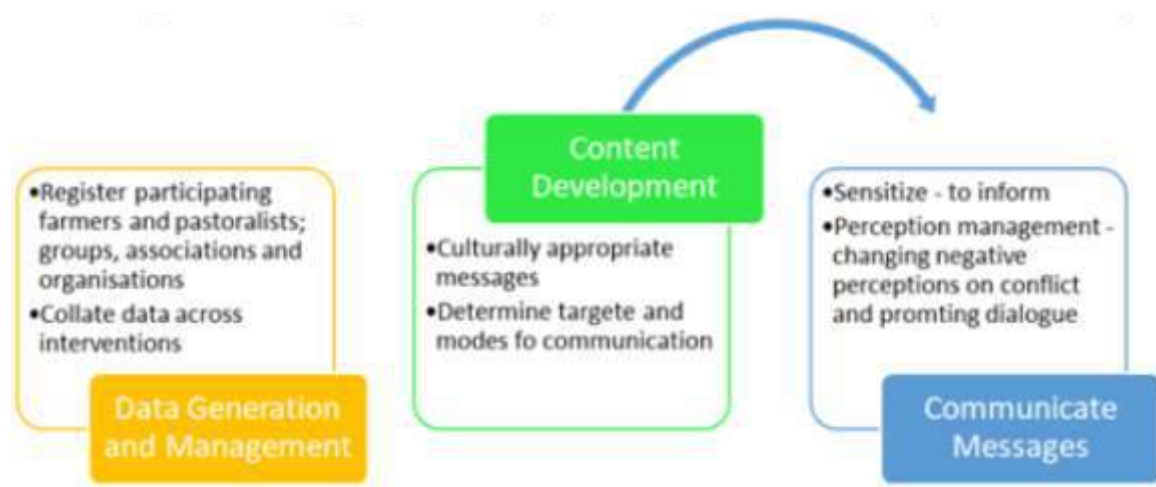 •Register participating
farmers and pastoralists;
groups, associations and
organisations
•Collate data across
interventions
Data Generation
and Management
Content
Development
•Culturally appropriate
messages
•Determine targete and
modes fo communication
•Sensitize - to inform
•Perception management -
changing negative
perceptions on conflict
and promting dialogue
Communicate
Messages